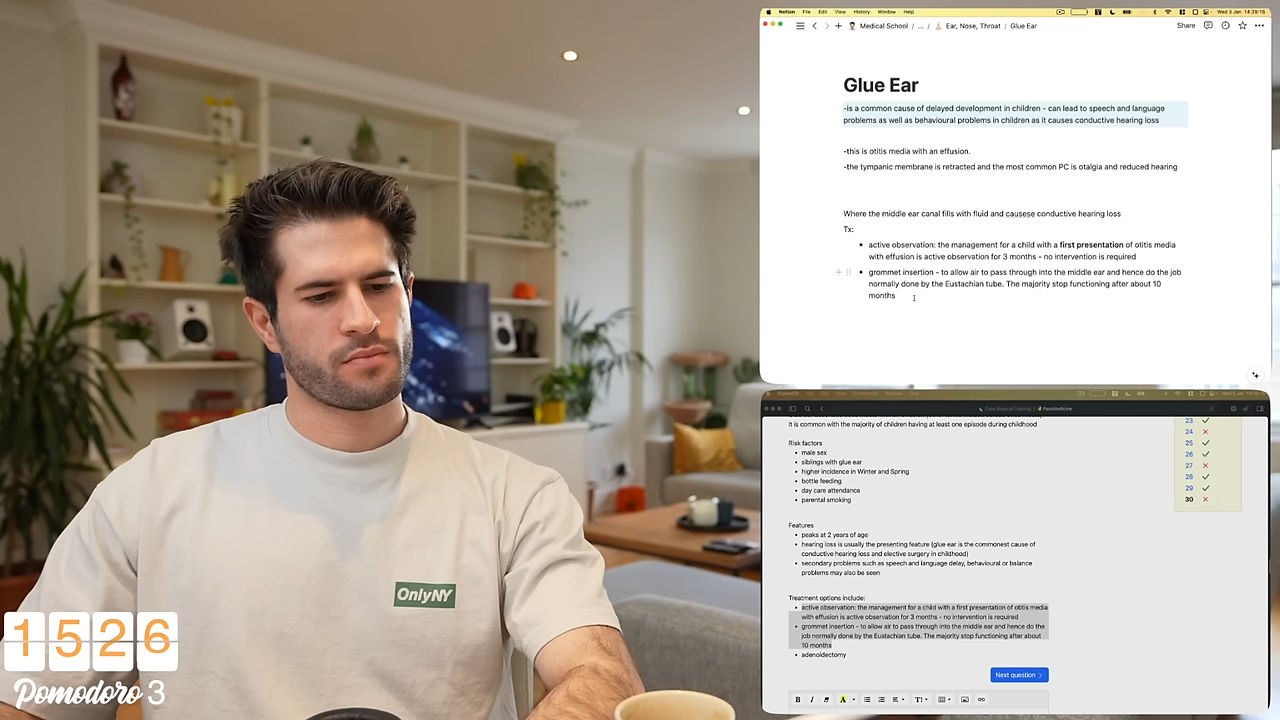 Notion File Edit View History Window Help Wed 3 Jan 14:29:16
Medical School / ... / Ear, Nose, Throat / Glue Ear Share
Glue Ear
-is a common cause of delayed development in children - can lead to speech and language
problems as well as behavioural problems in children as it causes conductive hearing loss
-this is otitis media with an effusion.
-the tympanic membrane is retracted and the most common PC is otalgia and reduced hearing
Where the middle ear canal fills with fluid and causese conductive hearing loss
Tx:
• active observation: the management for a child with a first presentation of otitis media
with effusion is active observation for 3 months - no intervention is required
• grommet insertion - to allow air to pass through into the middle ear and hence do the job
normally done by the Eustachian tube. The majority stop functioning after about 10
months
It is common with the majority of children having at least one episode during childhood
Risk factors
• male sex
• siblings with glue ear
• higher incidence in Winter and Spring
• bottle feeding
• day care attendance
• parental smoking
Features
• peaks at 2 years of age
• hearing loss is usually the presenting feature (glue ear is the commonest cause of
conductive hearing loss and elective surgery in childhood)
• secondary problems such as speech and language delay, behavioural or balance
problems may also be seen
Treatment options include:
• active observation: the management for a child with a first presentation of otitis media
with effusion is active observation for 3 months - no intervention is required
• grommet insertion - to allow air to pass through into the middle ear and hence do the
job normally done by the Eustachian tube. The majority stop functioning after about
10 months
• adenoidectomy
Next question
B I A T
23
24
25
26
27
28
29
30
OnlyNY
1526
Pomodoro 3